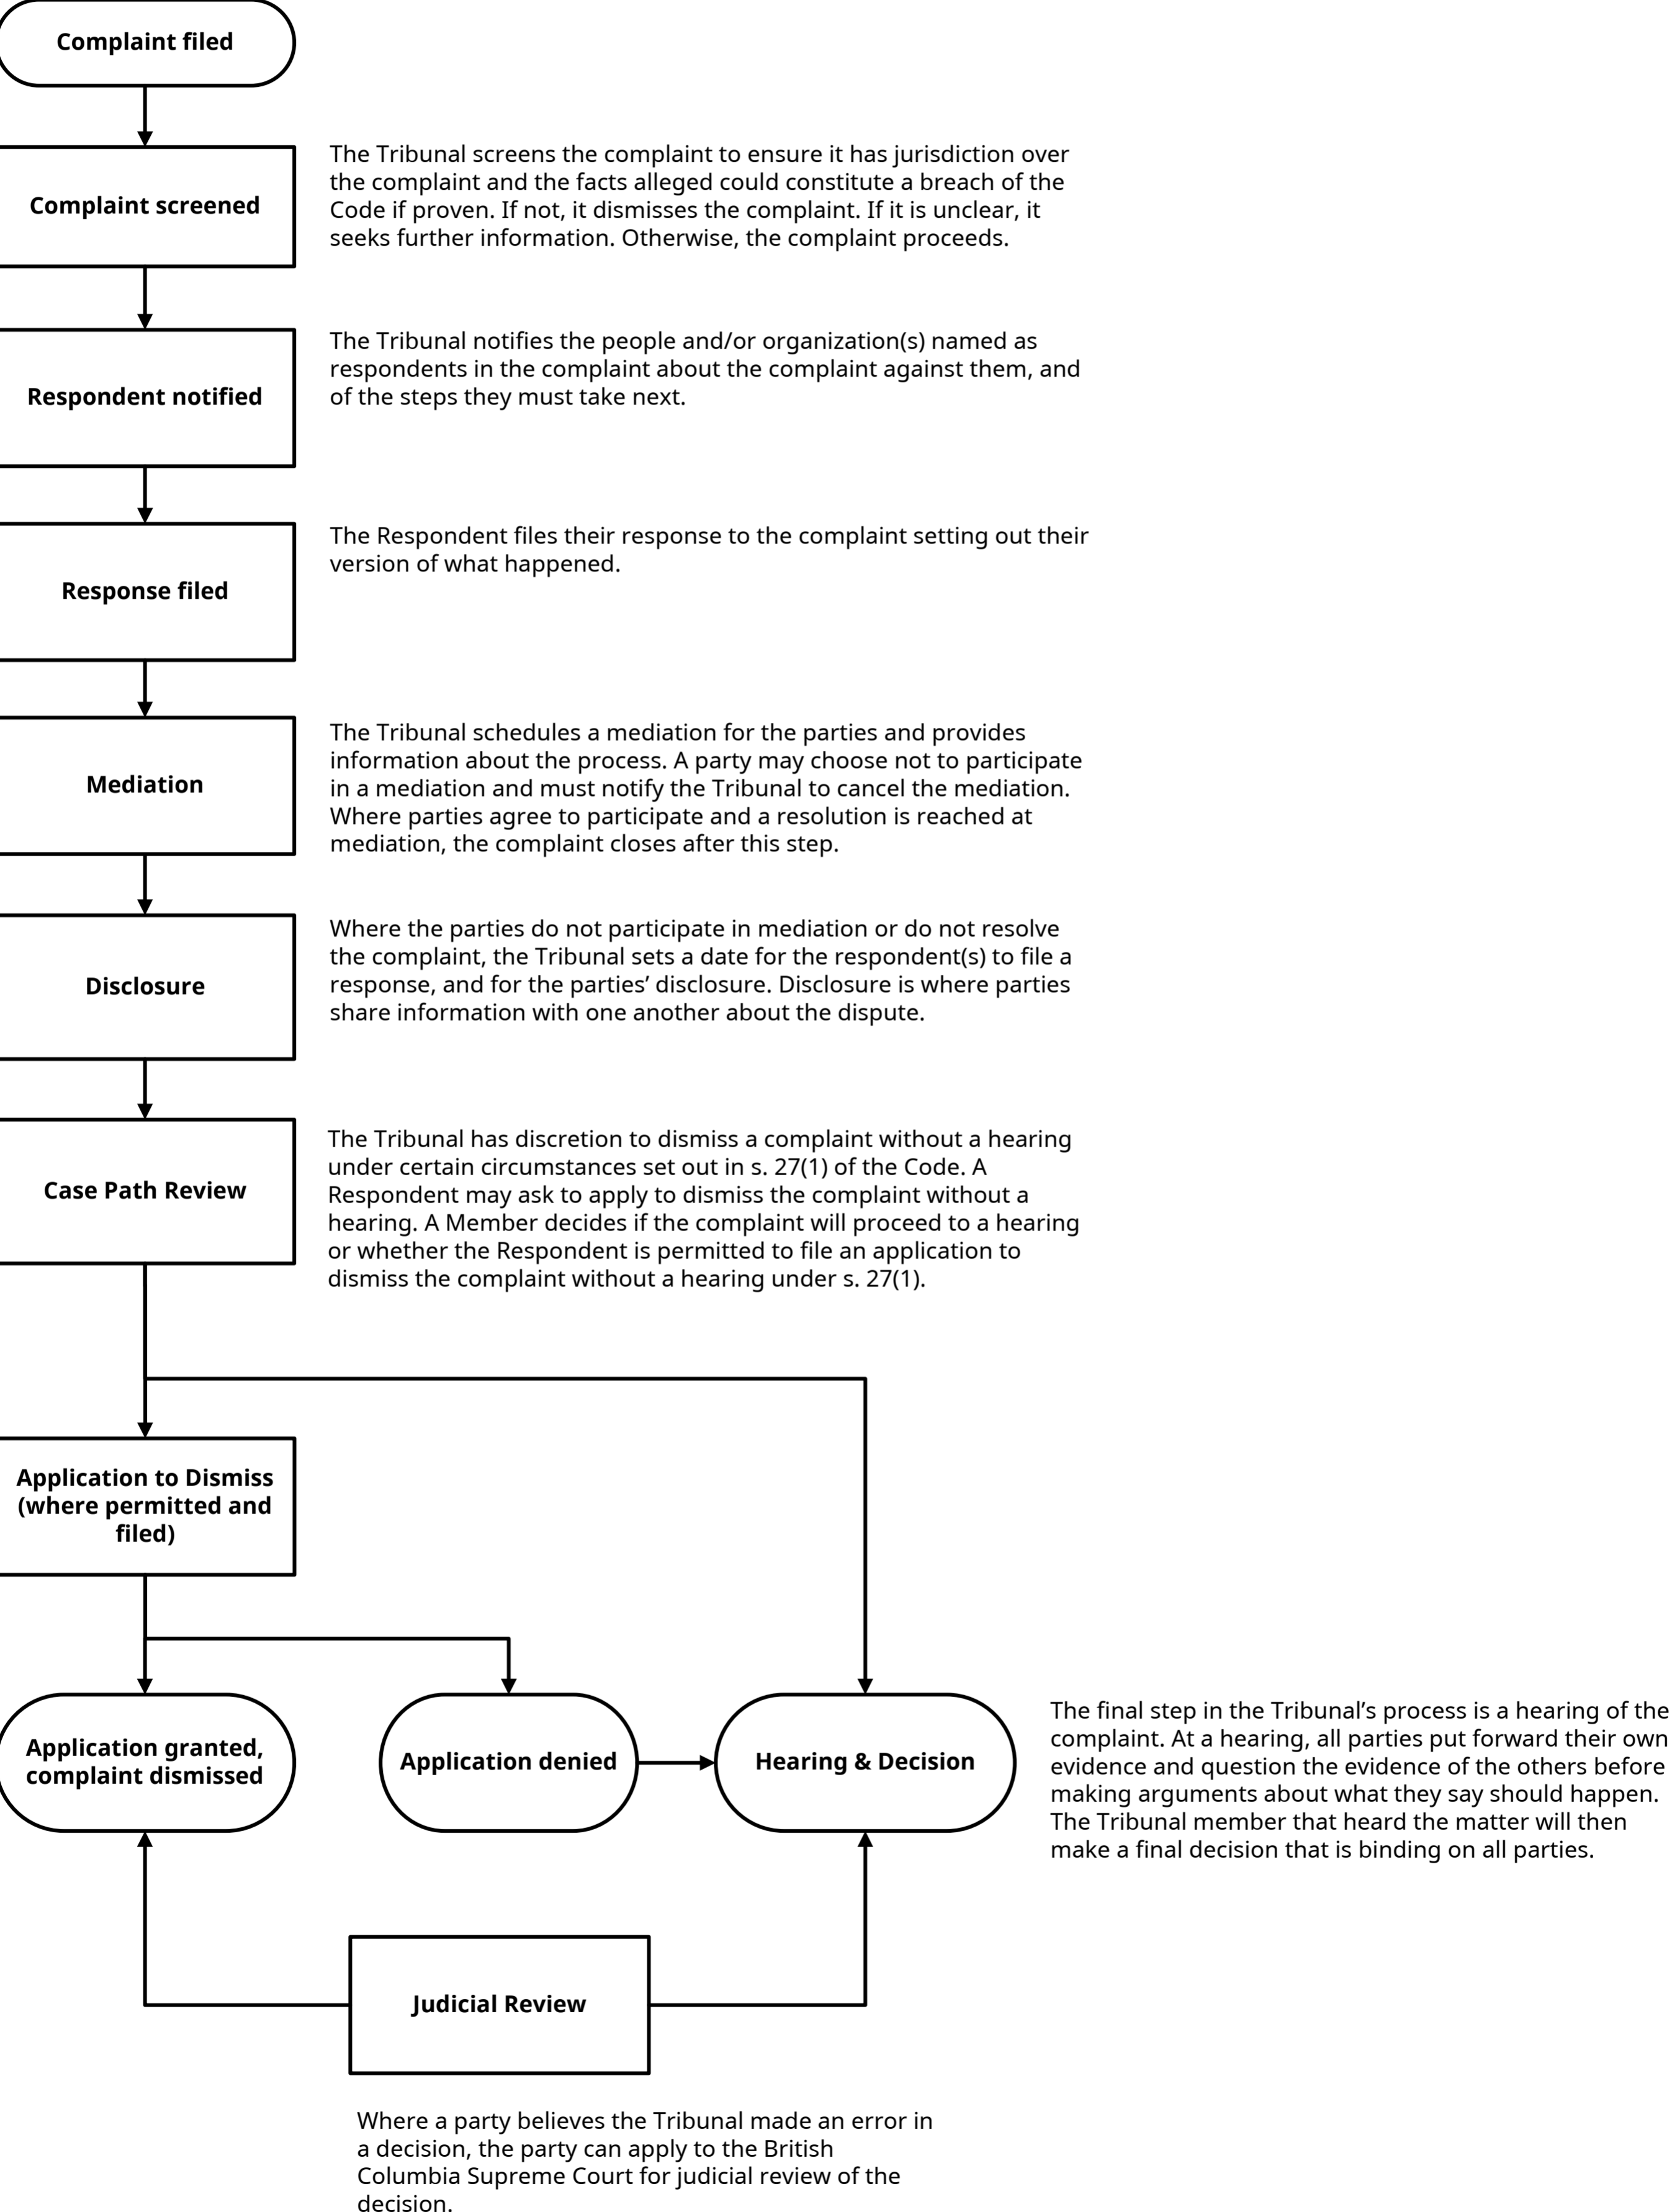 Complaint filed
Complaint screened
The Tribunal screens the complaint to ensure it has jurisdiction over
the complaint and the facts alleged could constitute a breach of the
Code if proven. If not, it dismisses the complaint. If it is unclear, it
seeks further information. Otherwise, the complaint proceeds.
Respondent notified
The Tribunal notifies the people and/or organization(s) named as
respondents in the complaint about the complaint against them, and
of the steps they must take next.
Response filed
The Respondent files their response to the complaint setting out their
version of what happened.
Mediation
The Tribunal schedules a mediation for the parties and provides
information about the process. A party may choose not to participate
in a mediation and must notify the Tribunal to cancel the mediation.
Where parties agree to participate and a resolution is reached at
mediation, the complaint closes after this step.
Disclosure
Where the parties do not participate in mediation or do not resolve
the complaint, the Tribunal sets a date for the respondent(s) to file a
response, and for the parties’ disclosure. Disclosure is where parties
share information with one another about the dispute.
Case Path Review
The Tribunal has discretion to dismiss a complaint without a hearing
under certain circumstances set out in s. 27(1) of the Code. A
Respondent may ask to apply to dismiss the complaint without a
hearing. A Member decides if the complaint will proceed to a hearing
or whether the Respondent is permitted to file an application to
dismiss the complaint without a hearing under s. 27(1).
Application to Dismiss
(where permitted and
filed)
Application granted,
complaint dismissed
Application denied
Hearing & Decision
The final step in the Tribunal’s process is a hearing of the
complaint. At a hearing, all parties put forward their own
evidence and question the evidence of the others before
making arguments about what they say should happen.
The Tribunal member that heard the matter will then
make a final decision that is binding on all parties.
Judicial Review
Where a party believes the Tribunal made an error in
a decision, the party can apply to the British
Columbia Supreme Court for judicial review of the
decision.